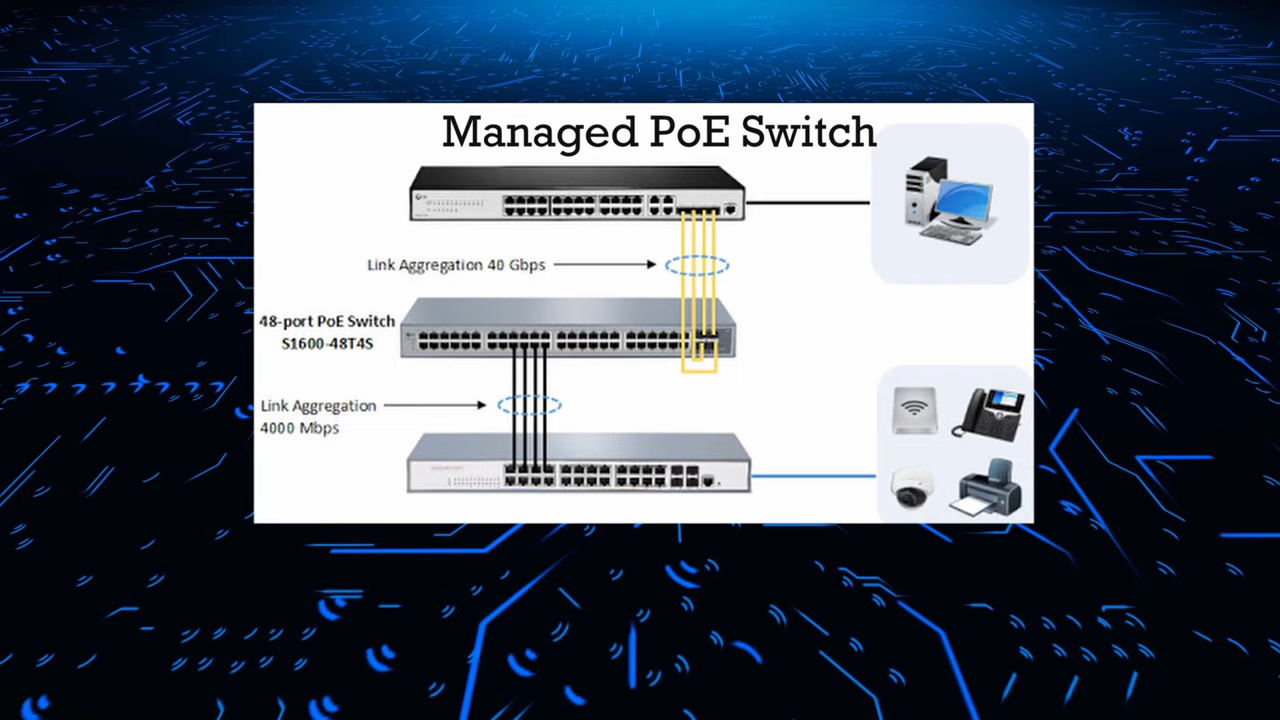 Managed PoE Switch
Link Aggregation 40 Gbps
48-port PoE Switch
S1600-48T4S
Link Aggregation
4000 Mbps